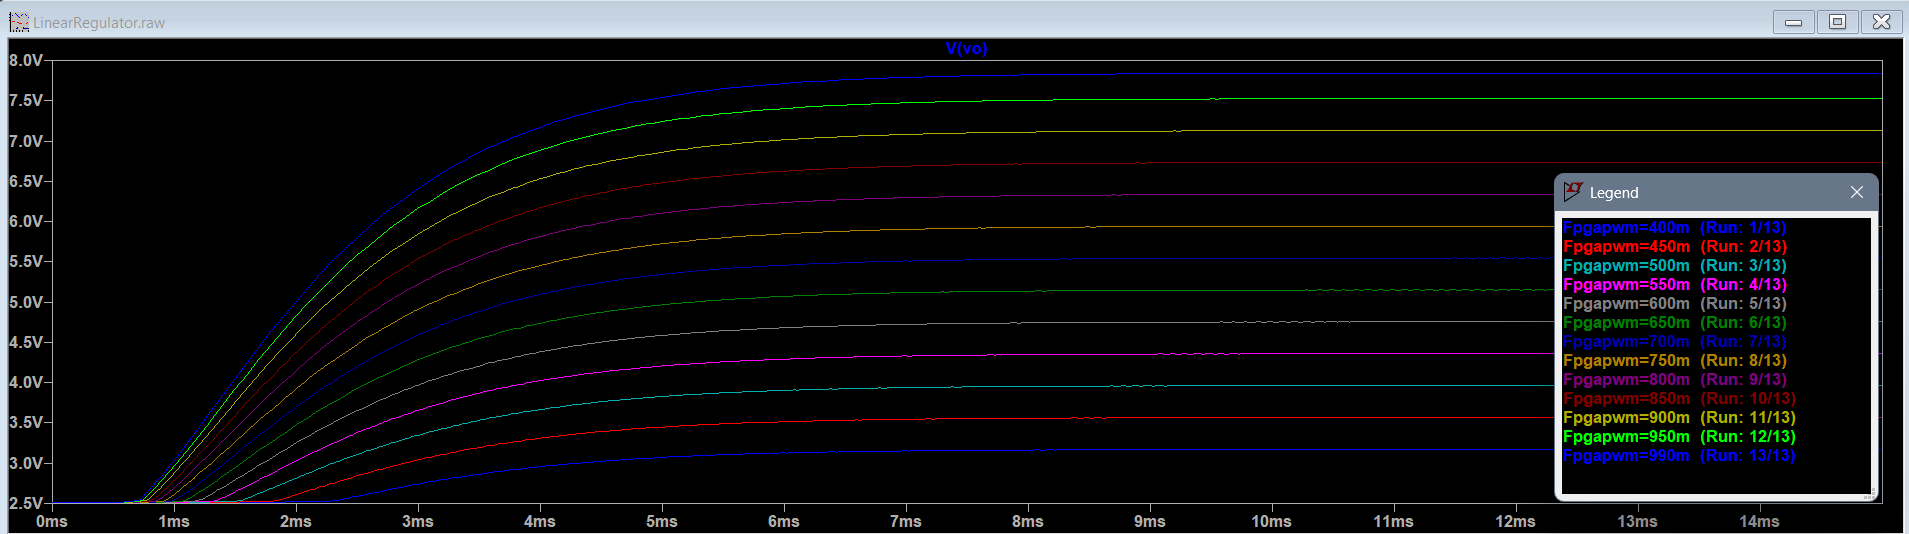 LinearRegulator.raw
V(vo)
8.0V
7.5V
7.0V
6.5V
6.0V
5.5V
5.0V
4.5V
4.0V
3.5V
3.0V
2.5V
0ms 1ms 2ms 3ms 4ms 5ms 6ms 7ms 8ms 9ms 10ms 11ms 12ms 13ms 14ms
Legend
Fpgapwm=400m (Run: 1/13)
Fpgapwm=450m (Run: 2/13)
Fpgapwm=500m (Run: 3/13)
Fpgapwm=550m (Run: 4/13)
Fpgapwm=600m (Run: 5/13)
Fpgapwm=650m (Run: 6/13)
Fpgapwm=700m (Run: 7/13)
Fpgapwm=750m (Run: 8/13)
Fpgapwm=800m (Run: 9/13)
Fpgapwm=850m (Run: 10/13)
Fpgapwm=900m (Run: 11/13)
Fpgapwm=950m (Run: 12/13)
Fpgapwm=990m (Run: 13/13)